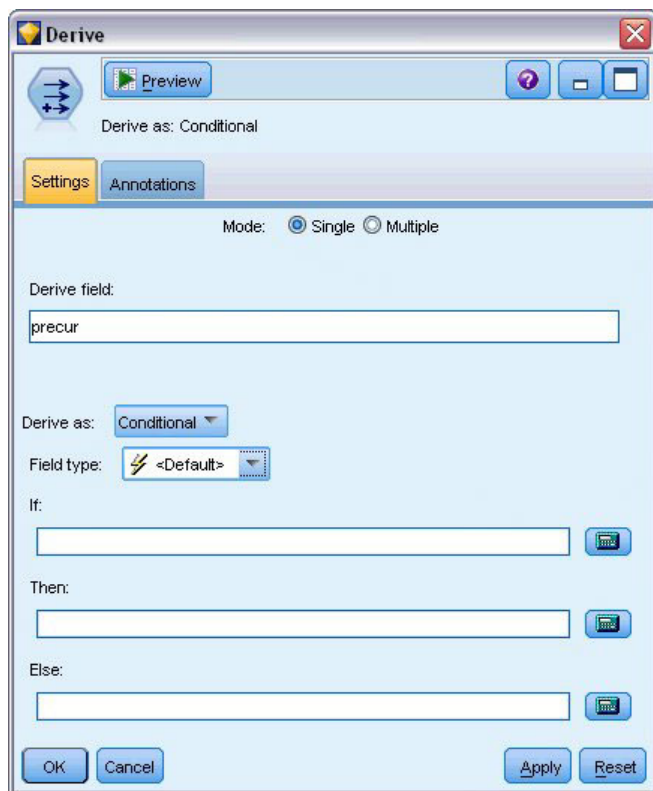 Derive
Preview
Derive as: Conditional
Settings Annotations
Mode: Single Multiple
Derive field:
precur
Derive as: Conditional
Field type: <Default>
If:
Then:
Else:
OK Cancel Apply Reset